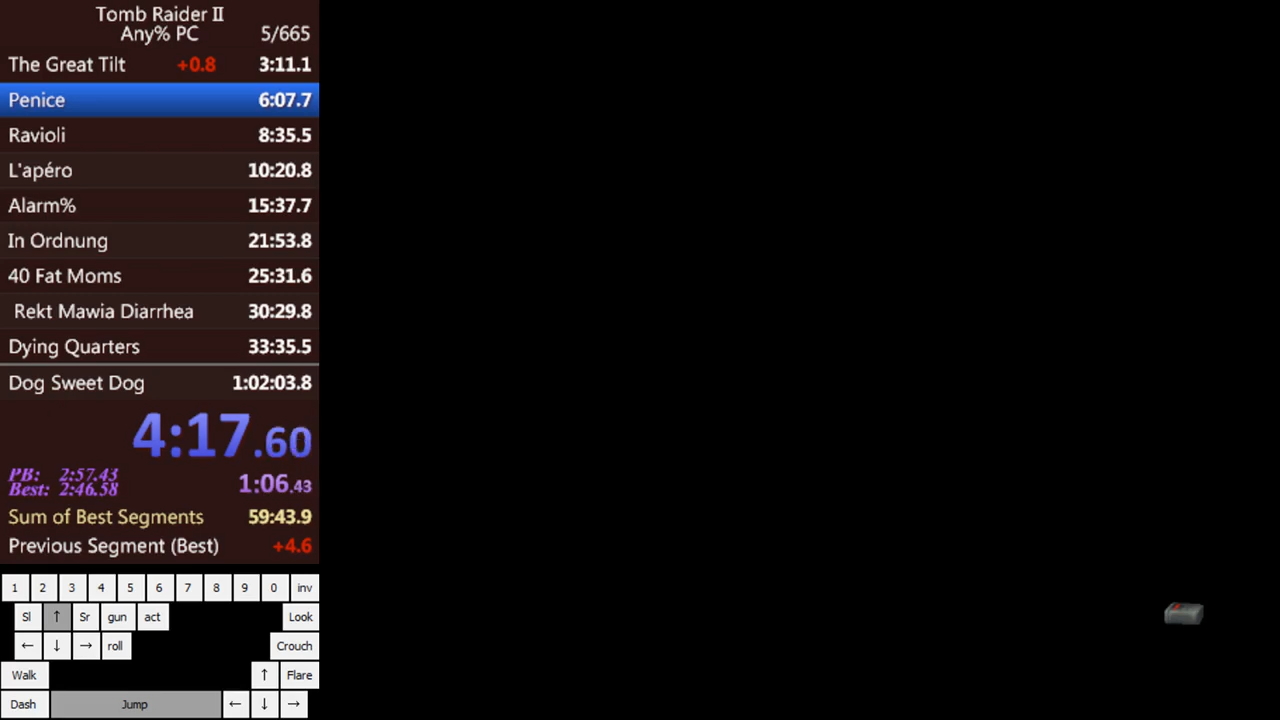 Tomb Raider II
Any% PC 5/665
The Great Tilt +0.8 3:11.1
Penice 6:07.7
Ravioli 8:35.5
L'apéro 10:20.8
Alarm% 15:37.7
In Ordnung 21:53.8
40 Fat Moms 25:31.6
Rekt Mawia Diarrhea 30:29.8
Dying Quarters 33:35.5
Dog Sweet Dog 1:02:03.8
4:17.60
PB: 2:57.43 1:06.43
Best: 2:46.58
Sum of Best Segments 59:43.9
Previous Segment (Best) +4.6
1 2 3 4 5 6 7 8 9 0 inv
Sl ↑ Sr gun act Look
← ↓ → roll Crouch
Walk ↑ Flare
Dash Jump ← ↓ →